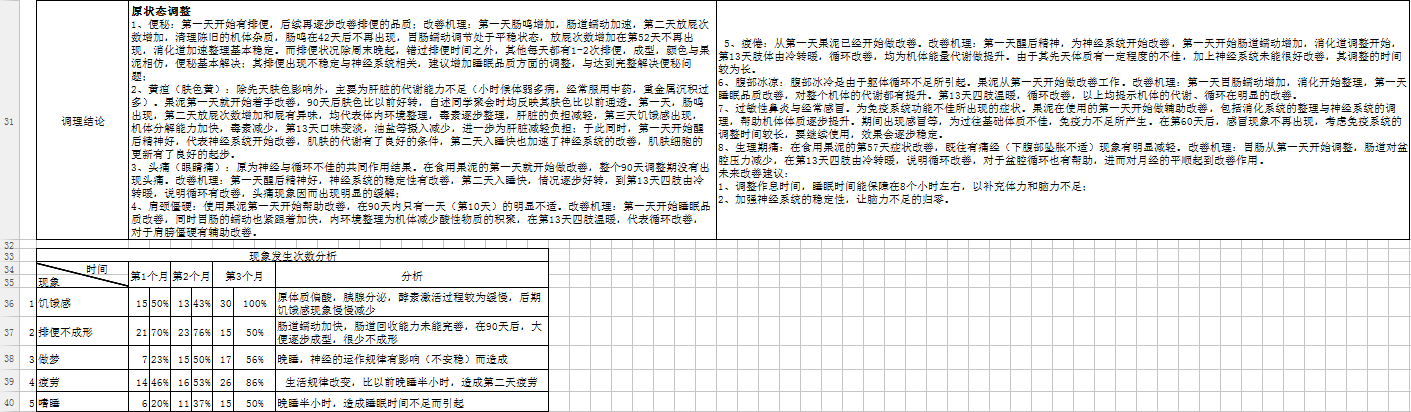 31
调理结论
原状态调整
1、便秘：第一天开始有排便，后续再逐步改善排便的品质；改善机理：第一天肠鸣增加，肠道蠕动加速，第二天放屁次
数增加，清理陈旧的机体杂质，肠鸣在42天后不再出现，胃肠蠕动调节处于平稳状态，放屁次数增加在第52天不再出
现，消化道加速整理基本稳定。而排便状况除周末晚起，错过排便时间之外，其他每天都有1-2次排便，成型，颜色与果
泥相仿，便秘基本解决；其排便出现不稳定与神经系统相关，建议增加睡眠品质方面的调整，与达到完整解决便秘问
题；
2、黄疸（肤色黄）：除先天肤色影响外，主要为肝脏的代谢能力不足（小时候体弱多病，经常服用中药，重金属沉积过
多）。果泥第一天就开始着手改善，90天后肤色比以前好转，自述同学聚会时均反映其肤色比以前通透。第一天，肠鸣
出现，第二天放屁次数增加和屁有异味，均代表体内环境整理，毒素逐步整理，肝脏的负担减轻，第三天饥饿感出现，
机体分解能力加快，毒素减少，第13天口味变淡，油盐等摄入减少，进一步为肝脏减轻负担；于此同时，第一天开始醒
后精神好，代表神经系统开始改善，肌肤的代谢有了良好的条件，第二天入睡快也加速了神经系统的改善，肌肤细胞的
更新有了良好的起步。
3、头痛（眼睛痛）：原为神经与循环不佳的共同作用结果。在食用果泥的第一天就开始做改善，整个90天调整期没有出
现头痛。改善机理：第一天醒后精神好，神经系统的稳定性有改善，第二天入睡快，情况逐步好转，到第13天四肢由冷
转暖，说明循环有改善，头痛现象因而出现明显的缓解；
4、肩颈僵硬：使用果泥第一天开始帮助改善，在90天内只有一天（第10天）的明显不适。改善机理：第一天开始睡眠品
质改善，同时胃肠的蠕动也紧跟着加快，内环境整理为机体减少酸性物质的积聚，在第13天四肢温暖，代表循环改善，
对于肩膀僵硬有辅助改善。
5、疲倦：从第一天果泥已经开始做改善。改善机理：第一天醒后精神，为神经系统开始改善，第一天开始肠道蠕动增加，消化道调整开始，
第13天肢体由冷转暖，循环改善，均为机体能量代谢做提升。由于其先天体质有一定程度的不佳，加上神经系统未能很好改善，其调整的时间
较为长。
6、腹部冰凉：腹部冰冷是由于躯体循环不足所引起。果泥从第一天开始做改善工作。改善机理：第一天胃肠蠕动增加，消化开始整理，第一天
睡眠品质改善，对整个机体的代谢都有提升。第13天四肢温暖，循环改善，以上均提示机体的代谢、循环在明显的改善。
7、过敏性鼻炎与经常感冒。为免疫系统功能不佳所出现的症状。果泥在使用的第一天开始做辅助改善，包括消化系统的整理与神经系统的调
理，帮助机体体质逐步提升。期间出现感冒等，为过往基础体质不佳，免疫力不足所产生。在第60天后，感冒现象不再出现，考虑免疫系统的
调整时间较长，要继续使用，效果会逐步稳定。
8、生理期痛：在食用果泥的第57天症状改善，既往有痛经（下腹部坠胀不适）现象有明显减轻。改善机理：胃肠从第一天开始调整，肠道对盆
腔压力减少，在第13天四肢由冷转暖，说明循环改善，对于盆腔循环也有帮助，进而对月经的平顺起到改善作用。
未来改善建议：
1、调整作息时间，睡眠时间能保障在8个小时左右，以补充体力和脑力不足；
2、加强神经系统的稳定性，让脑力不足的归零。
32
33 现象发生次数分析
34 时间 第1个月 第2个月 第3个月 分析
35 现象
36 1 饥饿感 15 50% 13 43% 30 100% 原体质偏酸，胰腺分泌，酵素激活过程较为缓慢，后期
饥饿感现象慢慢减少
37 2 排便不成形 21 70% 23 76% 15 50% 肠道蠕动加快，肠道回收能力未能完善，在90天后，大
便逐步成型，很少不成形
38 3 做梦 7 23% 15 50% 17 56% 晚睡，神经的运作规律有影响（不安稳）而造成
39 4 疲劳 14 46% 16 53% 26 86% 生活规律改变，比以前晚睡半小时，造成第二天疲劳
40 5 嗜睡 6 20% 11 37% 15 50% 晚睡半小时，造成睡眠时间不足而引起